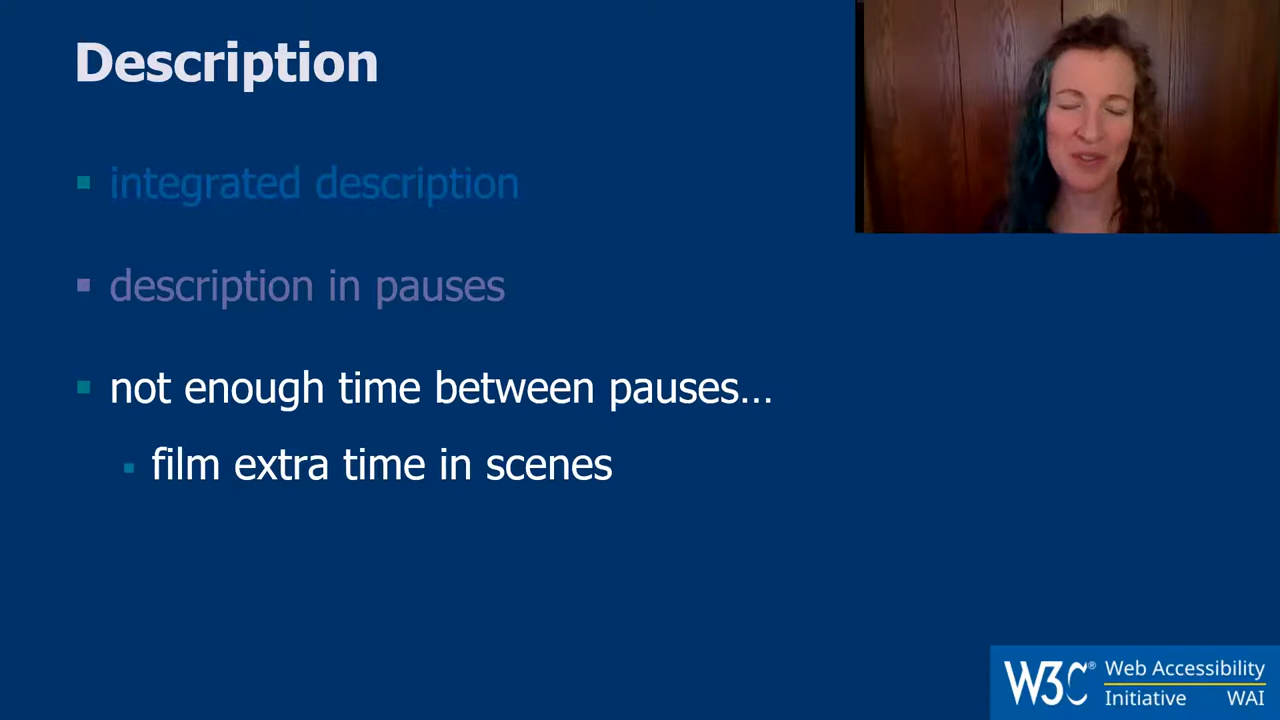 Description
integrated description
description in pauses
not enough time between pauses…
film extra time in scenes
W3C® Web Accessibility
Initiative WAI